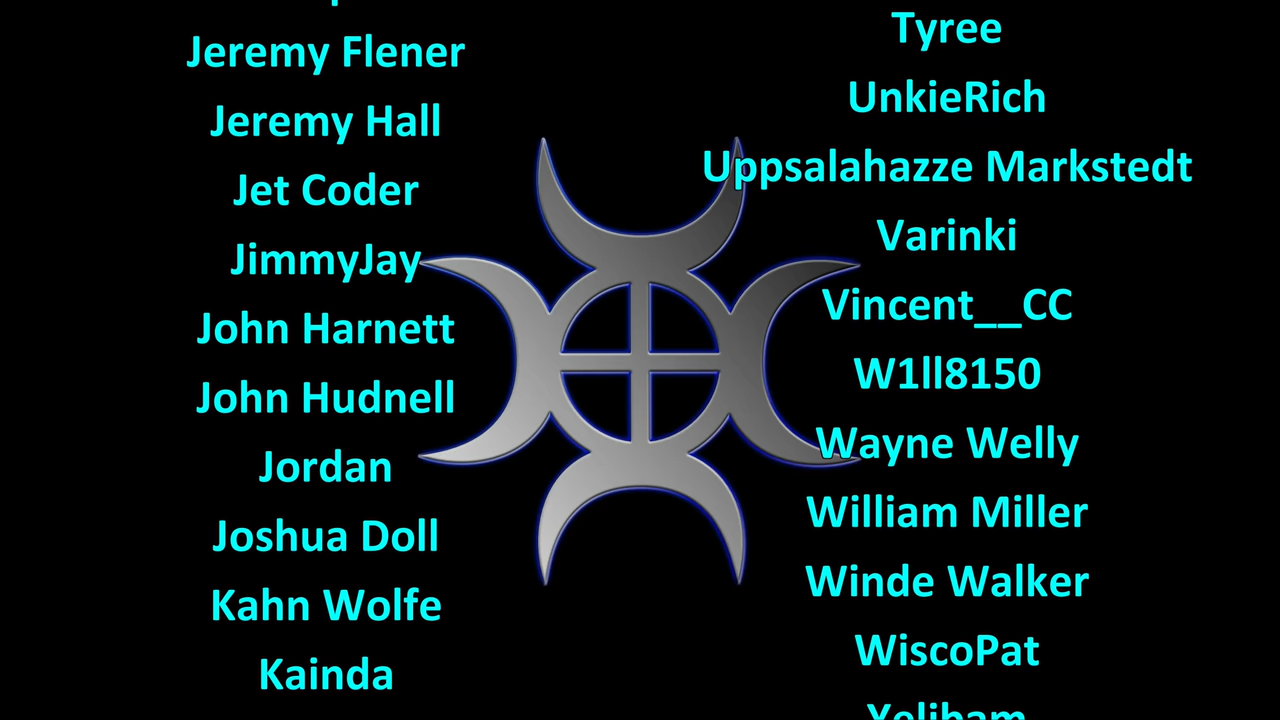 Jeremy Flener
Jeremy Hall
Jet Coder
JimmyJay
John Harnett
John Hudnell
Jordan
Joshua Doll
Kahn Wolfe
Kainda
Tyree
UnkieRich
Uppsalahazze Markstedt
Varinki
Vincent__CC
W1ll8150
Wayne Welly
William Miller
Winde Walker
WiscoPat